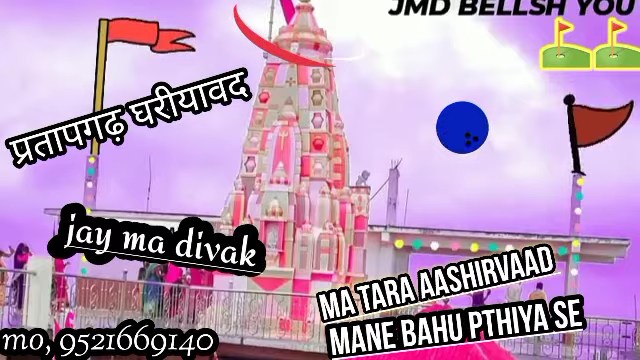 JMD BELLSH YOU
प्रतापगढ़ घरीयावद
jay ma divak
MA TARA AASHIRVAAD
MANE BAHU PTHIYA SE
mo, 9521669140